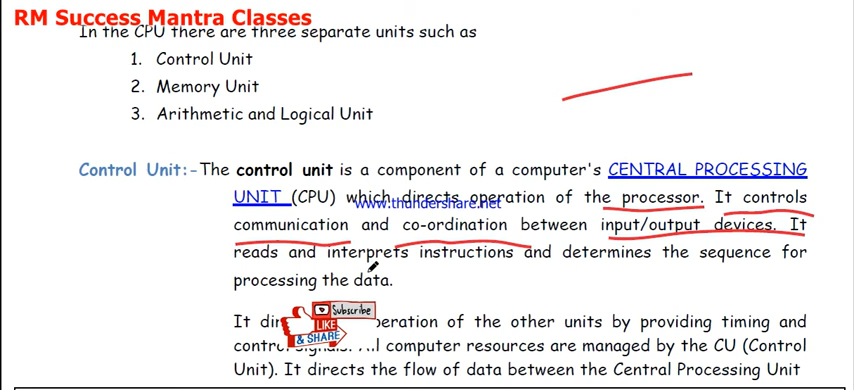 RM Success Mantra Classes
In the CPU there are three separate units such as
1. Control Unit
2. Memory Unit
3. Arithmetic and Logical Unit
Control Unit:- The control unit is a component of a computer's CENTRAL PROCESSING
UNIT (CPU) which directs operation of the processor. It controls
www.thundershare.net
communication and co-ordination between input/output devices. It
reads and interprets instructions and determines the sequence for
processing the data.
Subscribe
LIKE
& SHARE
It of the other units by providing timing and
computer resources are managed by the CU (Control
Unit). It directs the flow of data between the Central Processing Unit